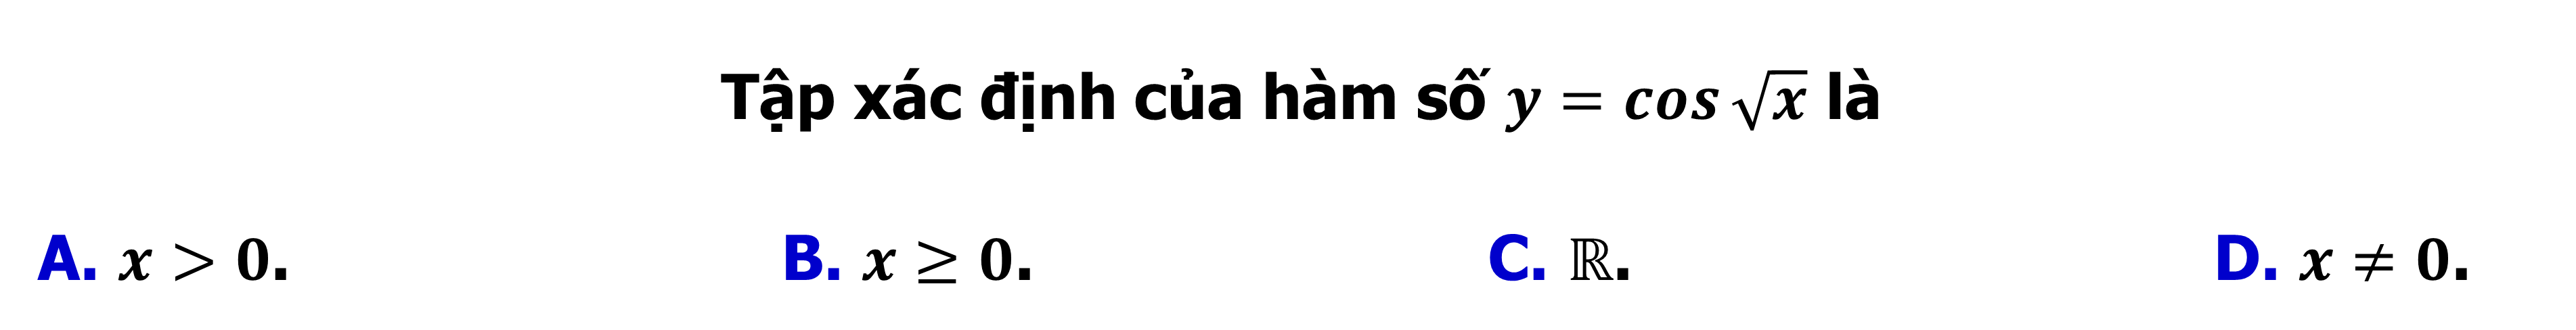 Tập xác định của hàm số y = cos √x là
A. x > 0. B. x ≥ 0. C. ℝ. D. x ≠ 0.